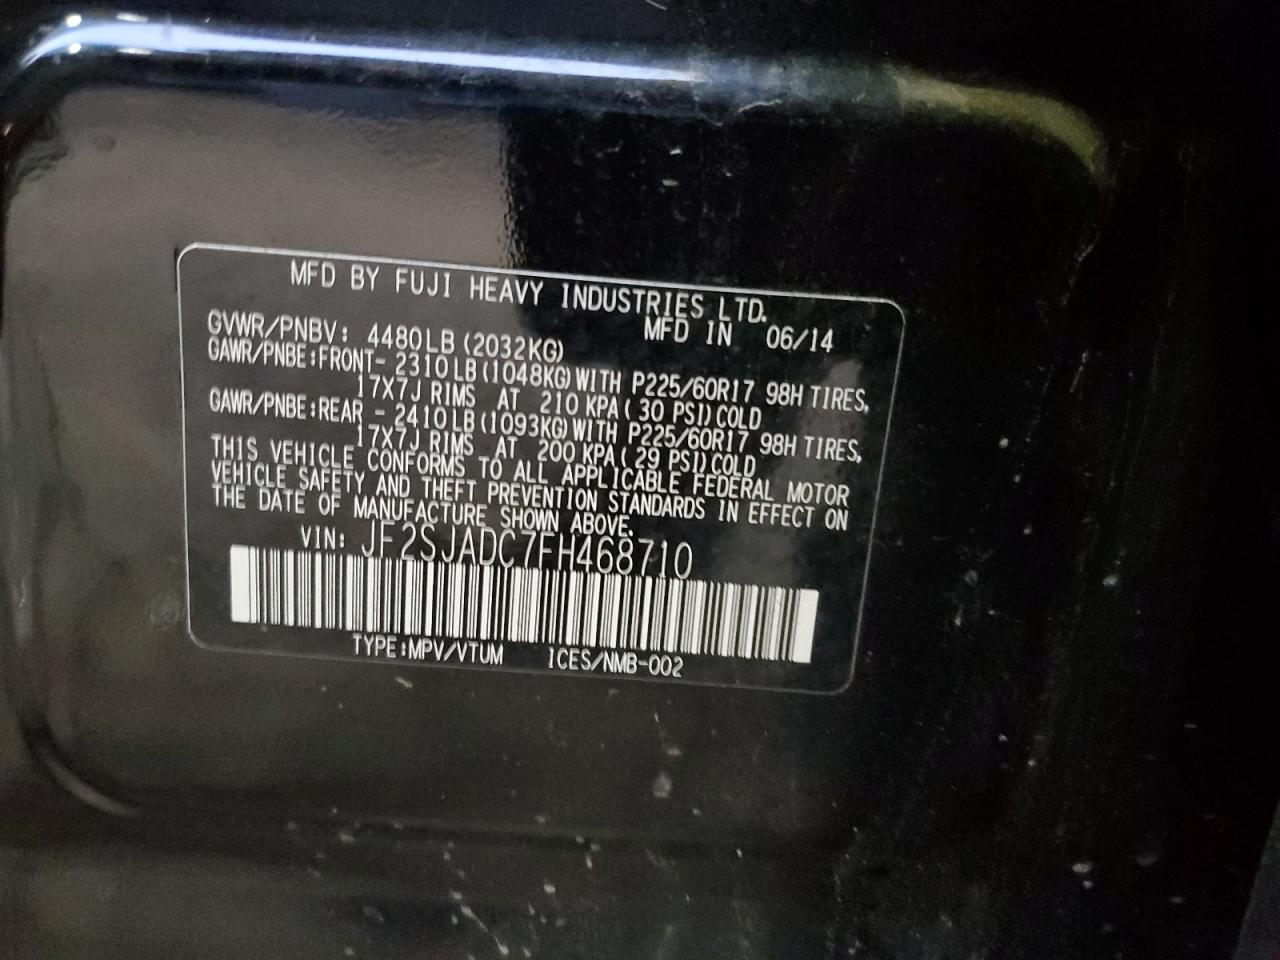 MFD BY FUJI HEAVY INDUSTRIES LTD.
MFD IN 06/14
GVWR/PNBV: 4480LB(2032KG)
GAWR/PNBE:FRONT- 2310LB(1048KG)WITH P225/60R17 98H TIRES,
17X7J RIMS AT 210 KPA( 30 PSI)COLD
GAWR/PNBE:REAR - 2410LB(1093KG)WITH P225/60R17 98H TIRES,
17X7J RIMS AT 200 KPA( 29 PSI)COLD
THIS VEHICLE CONFORMS TO ALL APPLICABLE FEDERAL MOTOR
VEHICLE SAFETY AND THEFT PREVENTION STANDARDS IN EFFECT ON
THE DATE OF MANUFACTURE SHOWN ABOVE.
VIN: JF2SJADC7FH468710
TYPE:MPV/VTUM ICES/NMB-002